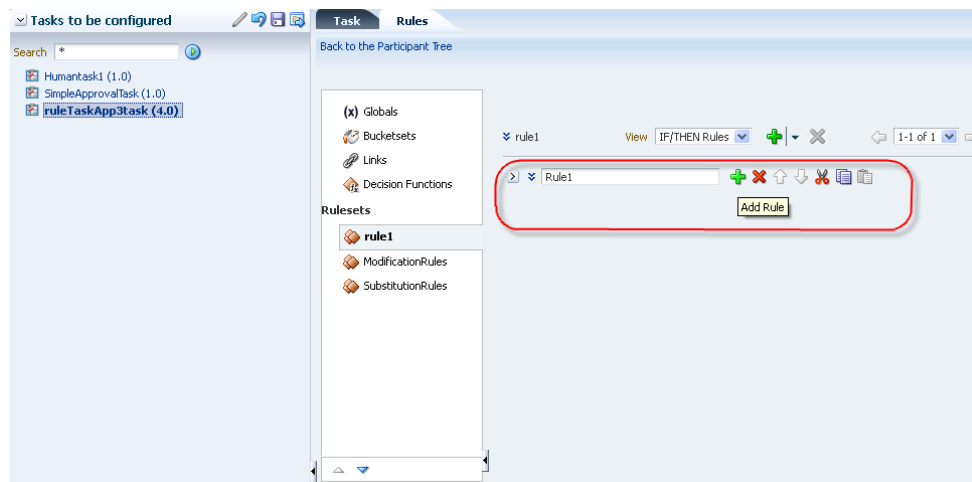 Tasks to be configured
Task Rules
Search *
Back to the Participant Tree
Humantask1 (1.0)
SimpleApprovalTask (1.0)
ruleTaskApp3task (4.0)
(x) Globals
Bucketsets
Links
Decision Functions
Rulesets
rule1
ModificationRules
SubstitutionRules
rule1 View IF/THEN Rules 1-1 of 1
Rule1
Add Rule